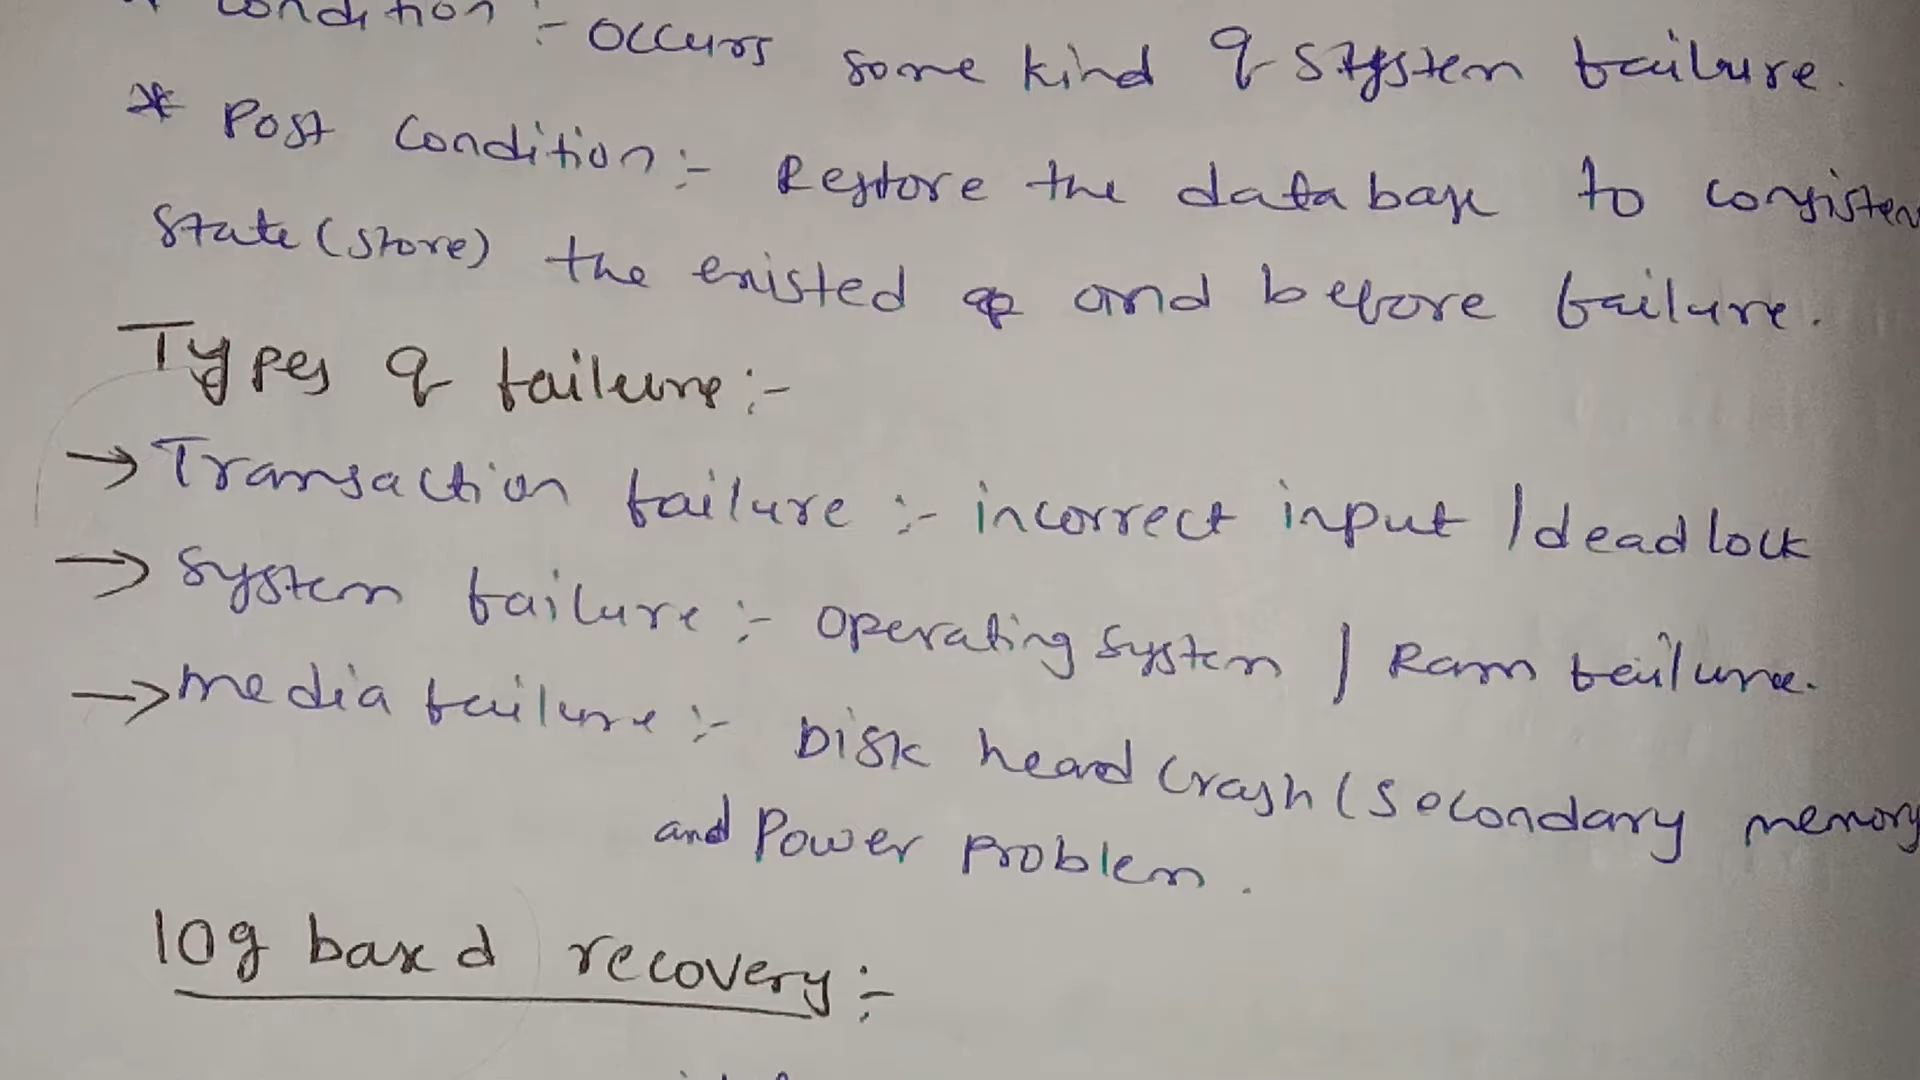 condition :- occurs some kind of system failure.
* Post Condition :- Restore the database to consisten
state (store) the existed and before failure.
Types of failure :-
→ Transaction failure :- incorrect input / dead lock
→ System failure :- operating system / Ram failure.
→ media failure :- Disk head crash (Secondary memory
and Power problem.
log based recovery :-